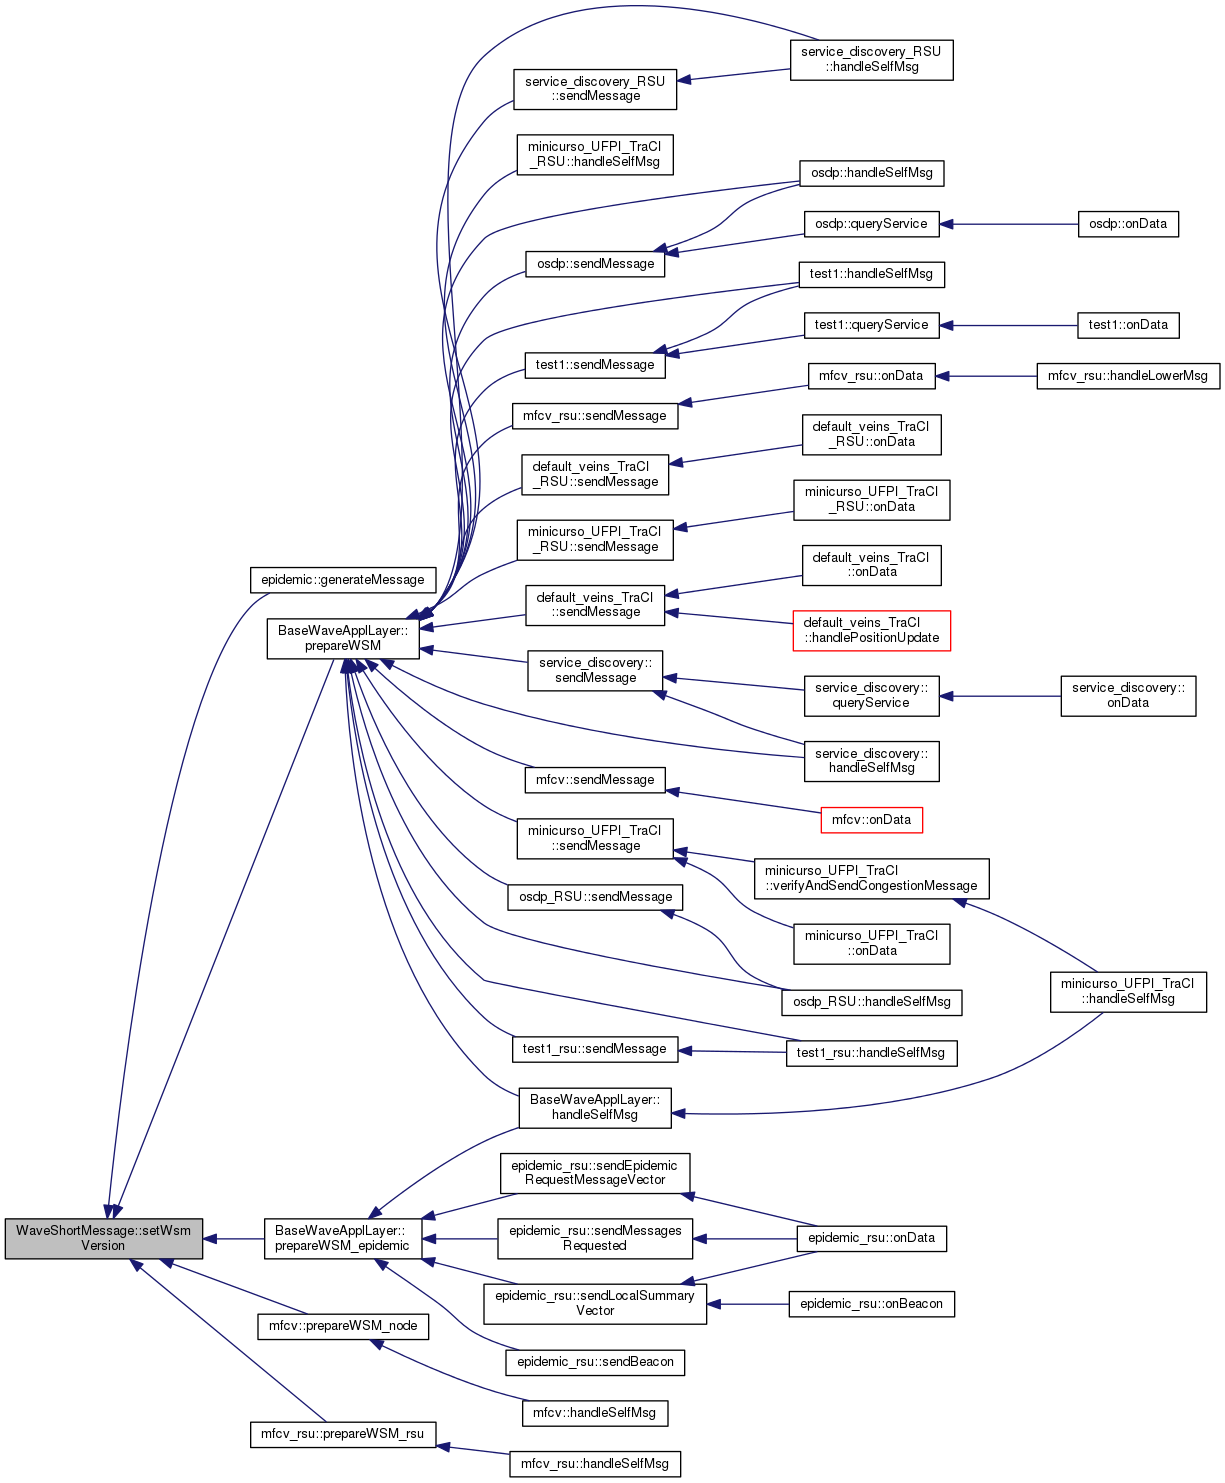 service_discovery_RSU
::handleSelfMsg
service_discovery_RSU
::sendMessage
minicurso_UFPI_TraCI
_RSU::handleSelfMsg
osdp::handleSelfMsg
osdp::queryService
osdp::onData
osdp::sendMessage
test1::handleSelfMsg
test1::queryService
test1::onData
test1::sendMessage
mfcv_rsu::onData
mfcv_rsu::handleLowerMsg
mfcv_rsu::sendMessage
default_veins_TraCI
_RSU::onData
default_veins_TraCI
_RSU::sendMessage
minicurso_UFPI_TraCI
_RSU::onData
minicurso_UFPI_TraCI
_RSU::sendMessage
default_veins_TraCI
::onData
epidemic::generateMessage
default_veins_TraCI
::sendMessage
default_veins_TraCI
::handlePositionUpdate
BaseWaveApplLayer::
prepareWSM
service_discovery::
sendMessage
service_discovery::
queryService
service_discovery::
onData
service_discovery::
handleSelfMsg
mfcv::sendMessage
mfcv::onData
minicurso_UFPI_TraCI
::sendMessage
minicurso_UFPI_TraCI
::verifyAndSendCongestionMessage
osdp_RSU::sendMessage
minicurso_UFPI_TraCI
::onData
minicurso_UFPI_TraCI
::handleSelfMsg
osdp_RSU::handleSelfMsg
test1_rsu::sendMessage
test1_rsu::handleSelfMsg
BaseWaveApplLayer::
handleSelfMsg
epidemic_rsu::sendEpidemic
RequestMessageVector
WaveShortMessage::setWsm
Version
BaseWaveApplLayer::
prepareWSM_epidemic
epidemic_rsu::sendMessages
Requested
epidemic_rsu::onData
epidemic_rsu::sendLocalSummary
Vector
epidemic_rsu::onBeacon
mfcv::prepareWSM_node
epidemic_rsu::sendBeacon
mfcv::handleSelfMsg
mfcv_rsu::prepareWSM_rsu
mfcv_rsu::handleSelfMsg